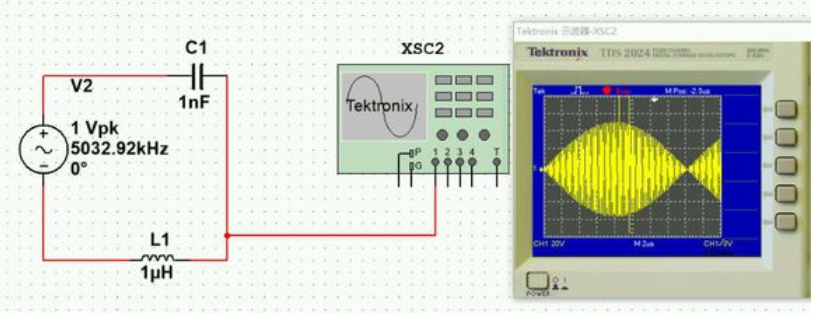 C1
1nF
V2
1 Vpk
5032.92kHz
0°
L1
1µH
XSC2
Tektronix
P
G
1 2 3 4
T
Tektronix 示波器-XSC2
Tektronix TDS 2024
Tek
Stop
M Pos: -2.5us
1
CH1 20V
M 2us
CH1/0V
POWER